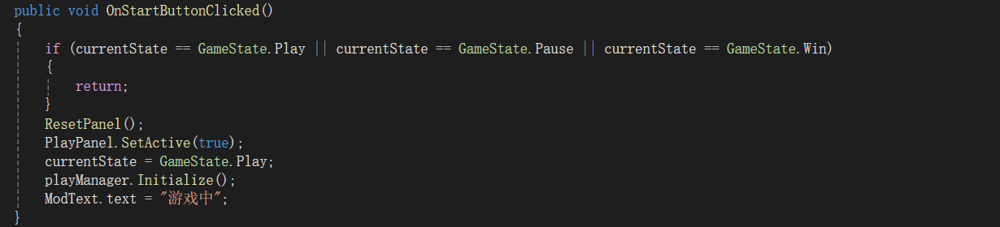 public void OnStartButtonClicked()
{
if (currentState == GameState.Play || currentState == GameState.Pause || currentState == GameState.Win)
{
return;
}
ResetPanel();
PlayPanel.SetActive(true);
currentState = GameState.Play;
playManager.Initialize();
ModText.text = "游戏中";
}